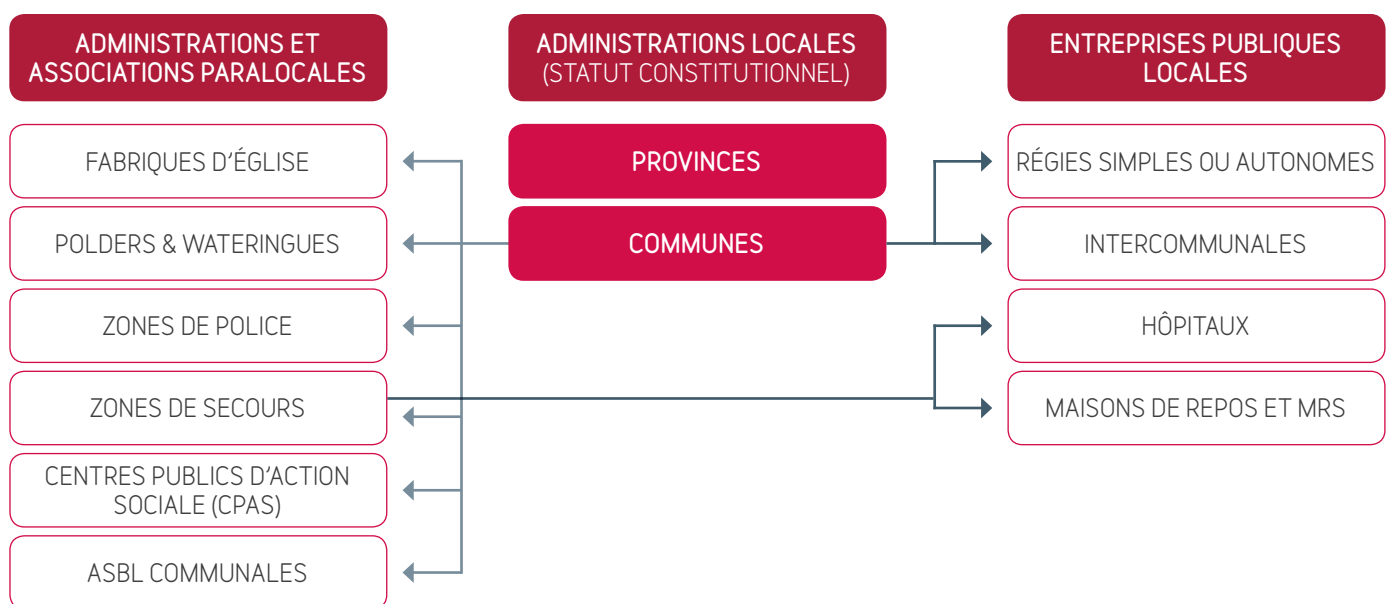 ADMINISTRATIONS ET
ASSOCIATIONS PARALOCALES
FABRIQUES D'ÉGLISE
POLDERS & WATERINGUES
ZONES DE POLICE
ZONES DE SECOURS
CENTRES PUBLICS D'ACTION
SOCIALE (CPAS)
ASBL COMMUNALES
ADMINISTRATIONS LOCALES
(STATUT CONSTITUTIONNEL)
PROVINCES
COMMUNES
ENTREPRISES PUBLIQUES
LOCALES
RÉGIES SIMPLES OU AUTONOMES
INTERCOMMUNALES
HÔPITAUX
MAISONS DE REPOS ET MRS